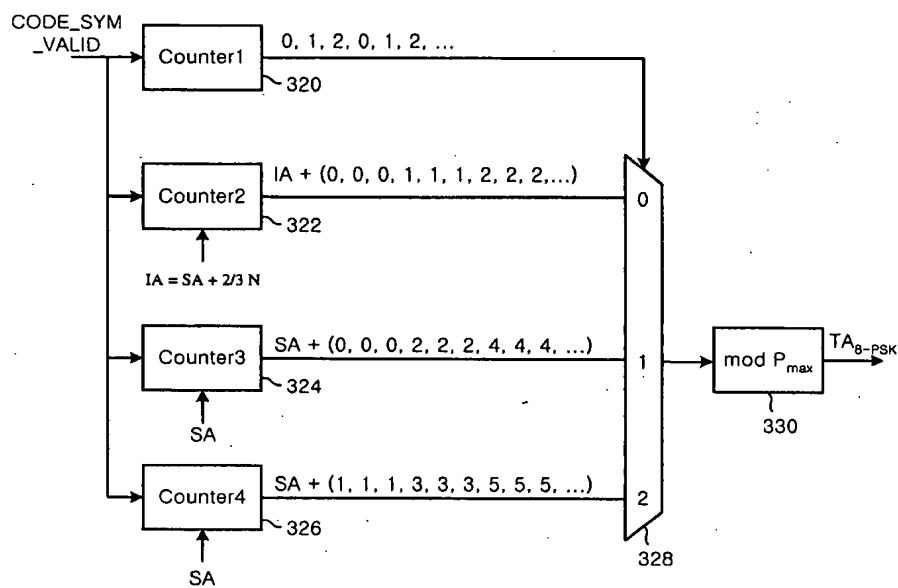 CODE_SYM
_VALID
Counter1
0, 1, 2, 0, 1, 2, ...
320
Counter2
IA + (0, 0, 0, 1, 1, 1, 2, 2, 2,...)
322
IA = SA + 2/3 N
0
Counter3
SA + (0, 0, 0, 2, 2, 2, 4, 4, 4, ...)
324
SA
1
mod Pmax
330
TA8-PSK
Counter4
SA + (1, 1, 1, 3, 3, 3, 5, 5, 5, ...)
326
SA
2
328